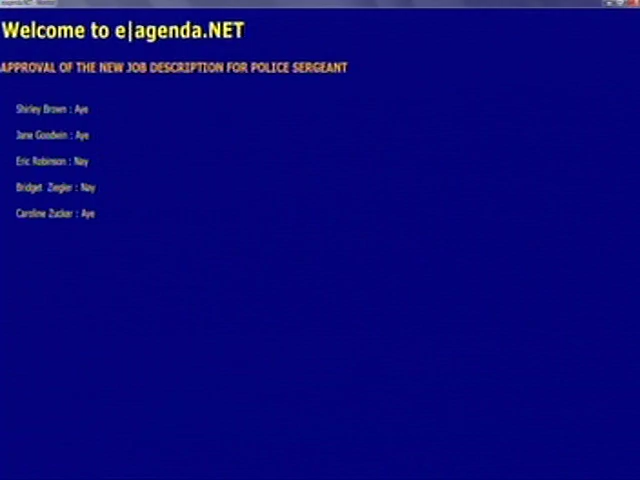 Welcome to e|agenda.NET
APPROVAL OF THE NEW JOB DESCRIPTION FOR POLICE SERGEANT
Shirley Brown : Aye
Jane Goodwin : Aye
Eric Robinson : Nay
Bridget Ziegler : Nay
Caroline Zucker : Aye